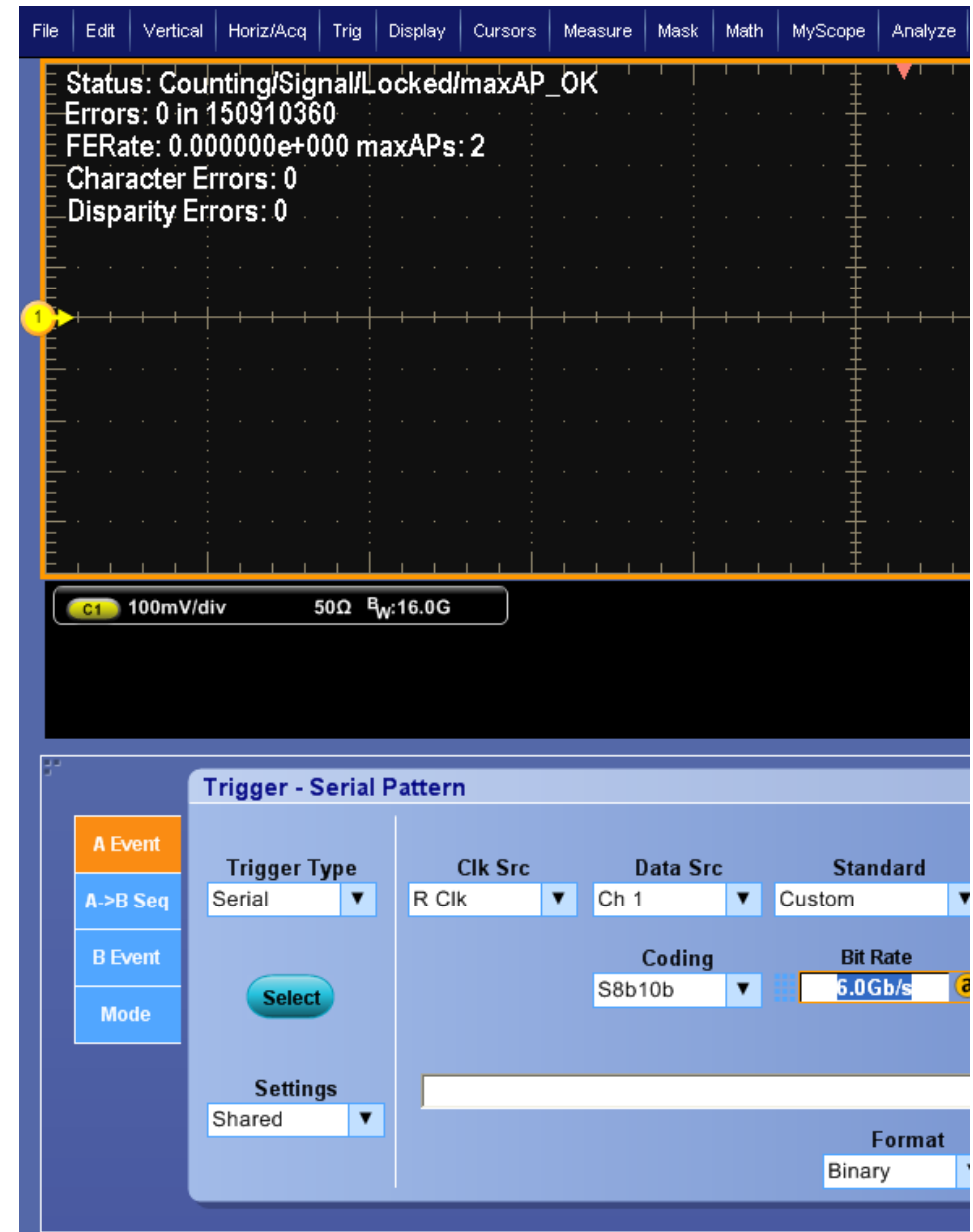 File Edit Vertical Horiz/Acq Trig Display Cursors Measure Mask Math MyScope Analyze
Status: Counting/Signal/Locked/maxAP_OK
Errors: 0 in 150910360
FERate: 0.000000e+000 maxAPs: 2
Character Errors: 0
Disparity Errors: 0
1
C1 100mV/div 50Ω BW:16.0G
Trigger - Serial Pattern
A Event
Trigger Type Clk Src Data Src Standard
A->B Seq Serial R Clk Ch 1 Custom
B Event Coding Bit Rate
Select S8b10b 6.0Gb/s a
Mode
Settings
Shared
Format
Binary